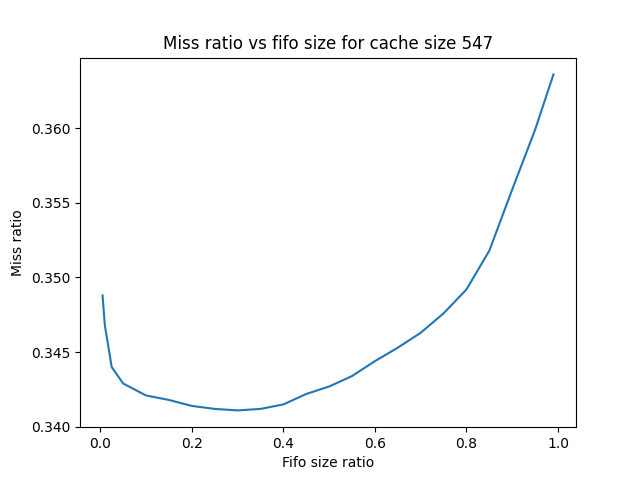 Miss ratio vs fifo size for cache size 547
0.360
0.355
0.350
0.345
0.340
Miss ratio
0.0 0.2 0.4 0.6 0.8 1.0
Fifo size ratio